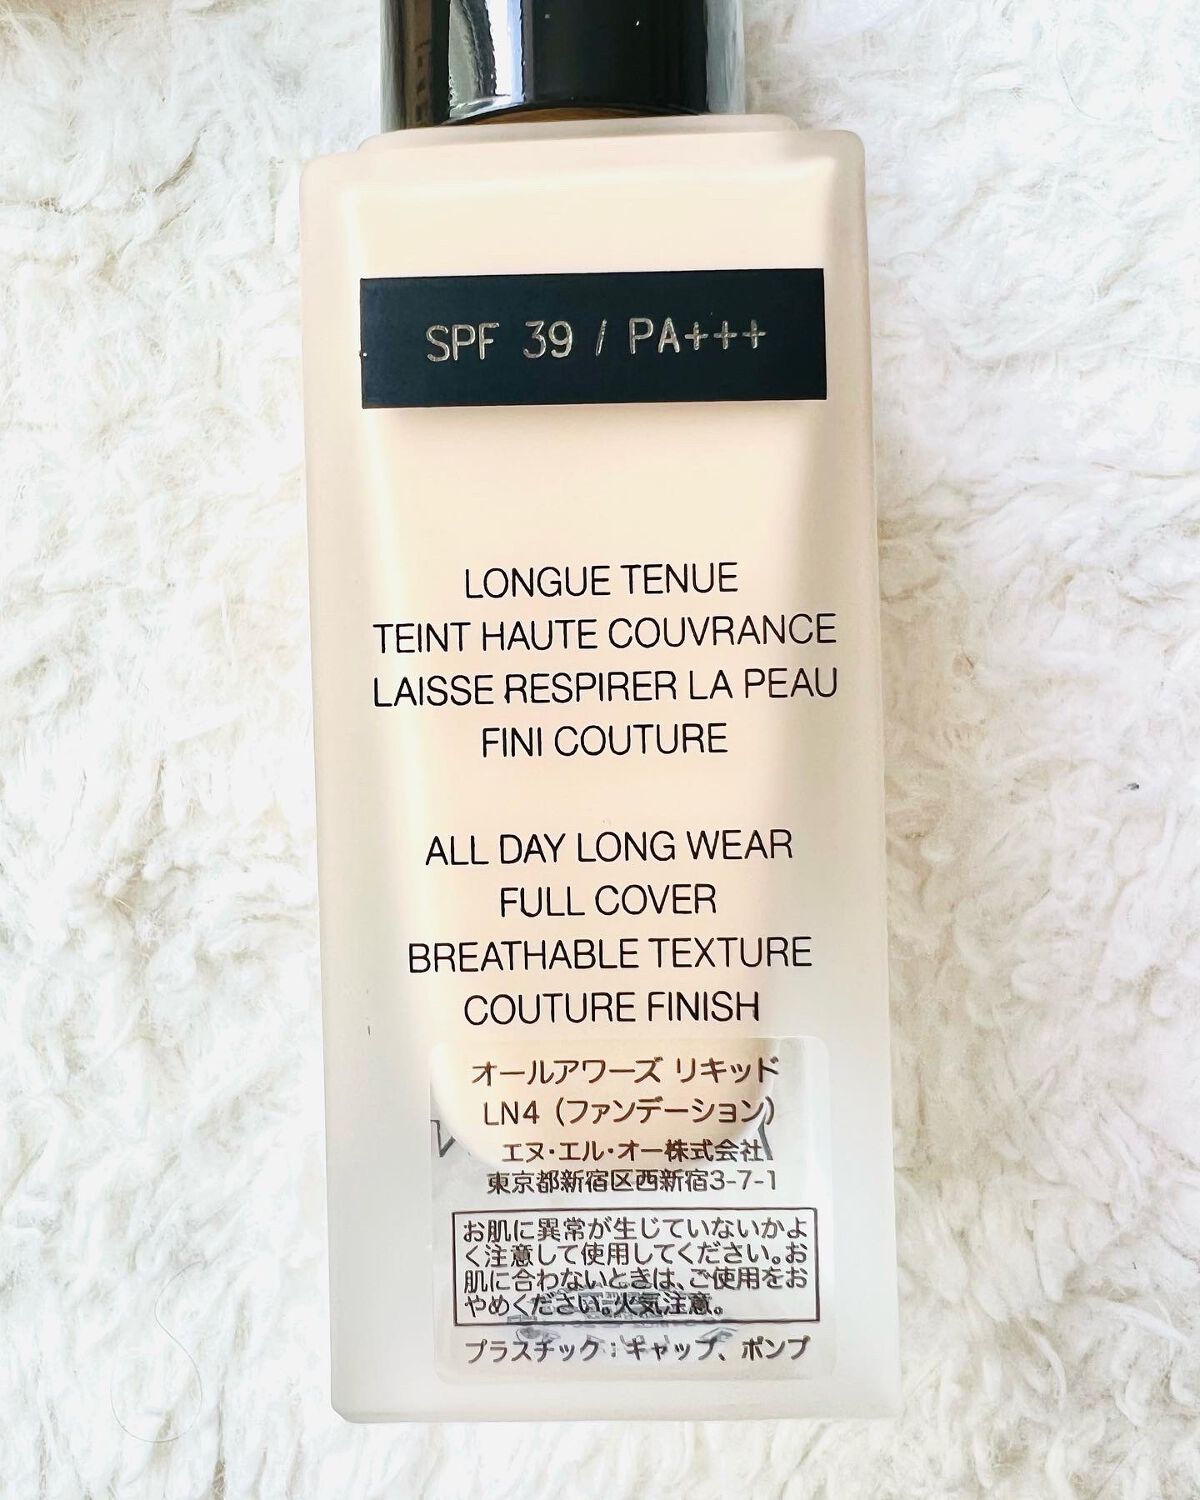 SPF 39 / PA+++
LONGUE TENUE
TEINT HAUTE COUVRANCE
LAISSE RESPIRER LA PEAU
FINI COUTURE
ALL DAY LONG WEAR
FULL COVER
BREATHABLE TEXTURE
COUTURE FINISH
オールアワーズ リキッド
LN4（ファンデーション）
エヌ・エル・オー株式会社
東京都新宿区西新宿3-7-1
お肌に異常が生じていないかよ
く注意して使用してください。お
肌に合わないときは、ご使用をお
やめください。火気注意。
プラスチック：キャップ、ポンプ